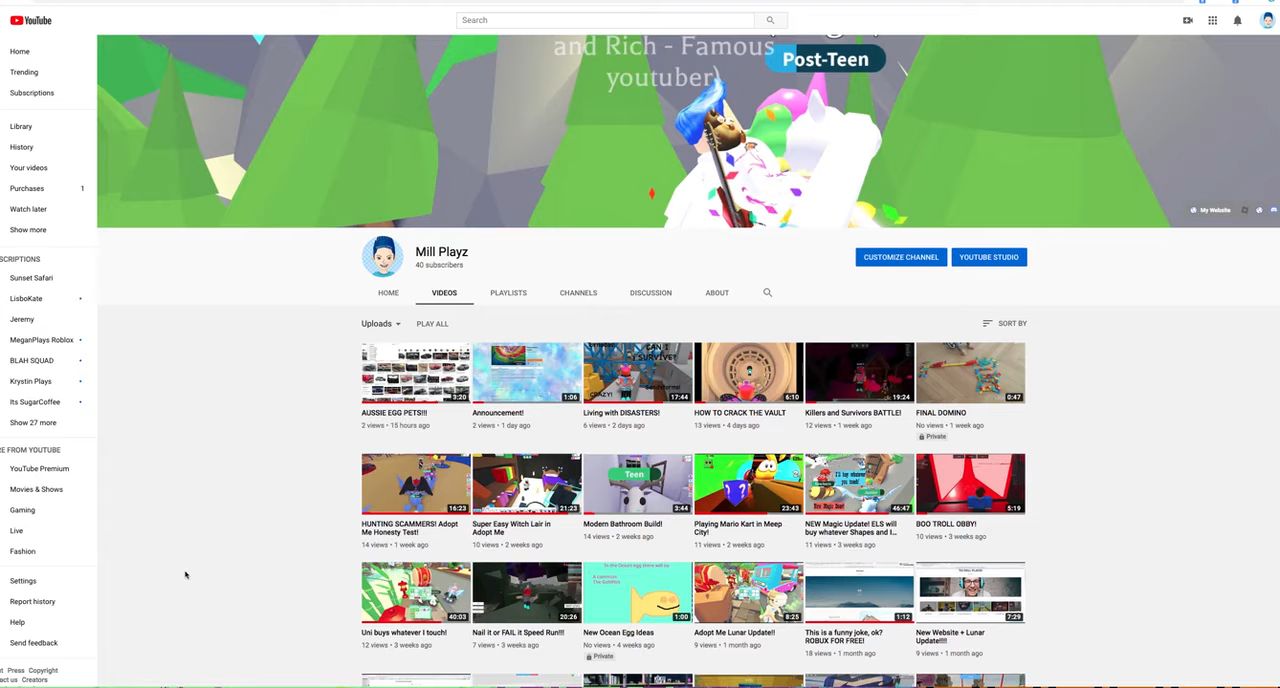 YouTube
Search
and Rich - Famous
youtuber)
Post-Teen
My Website
Home
Trending
Subscriptions
Library
History
Your videos
Purchases 1
Watch later
Show more
SCRIPTIONS
Sunset Safari
LisboKate
Jeremy
MeganPlays Roblox
BLAH SQUAD
Krystin Plays
Its SugarCoffee
Show 27 more
RE FROM YOUTUBE
YouTube Premium
Movies & Shows
Gaming
Live
Fashion
Settings
Report history
Help
Send feedback
t Press Copyright
act us Creators
Mill Playz
40 subscribers
CUSTOMIZE CHANNEL YOUTUBE STUDIO
HOME VIDEOS PLAYLISTS CHANNELS DISCUSSION ABOUT
Uploads PLAY ALL SORT BY
3:20 1:06 17:44 6:10 19:24 0:47
CAN I
SURVIVE?
CRAZY!
AUSSIE EGG PETS!!! Announcement! Living with DISASTERS! HOW TO CRACK THE VAULT Killers and Survivors BATTLE! FINAL DOMINO
2 views • 15 hours ago 2 views • 1 day ago 6 views • 2 days ago 13 views • 4 days ago 12 views • 1 week ago No views • 1 week ago
Private
Teen
16:23 21:23 3:44 23:43 46:47 5:19
HUNTING SCAMMERS! Adopt Super Easy Witch Lair in Modern Bathroom Build! Playing Mario Kart in Meep NEW Magic Update! ELS will BOO TROLL OBBY!
Me Honesty Test! Adopt Me City! buy whatever Shapes and I...
14 views • 1 week ago 10 views • 2 weeks ago 14 views • 2 weeks ago 11 views • 2 weeks ago 11 views • 3 weeks ago 10 views • 3 weeks ago
40:03 20:26 1:00 8:25 1:12 7:29
Uni buys whatever I touch! Nail it or FAIL it Speed Run!!! New Ocean Egg Ideas Adopt Me Lunar Update!! This is a funny joke, ok? New Website + Lunar
ROBUX FOR FREE! Update!!!!
12 views • 3 weeks ago 7 views • 3 weeks ago No views • 4 weeks ago 9 views • 1 month ago 18 views • 1 month ago 9 views • 1 month ago
Private